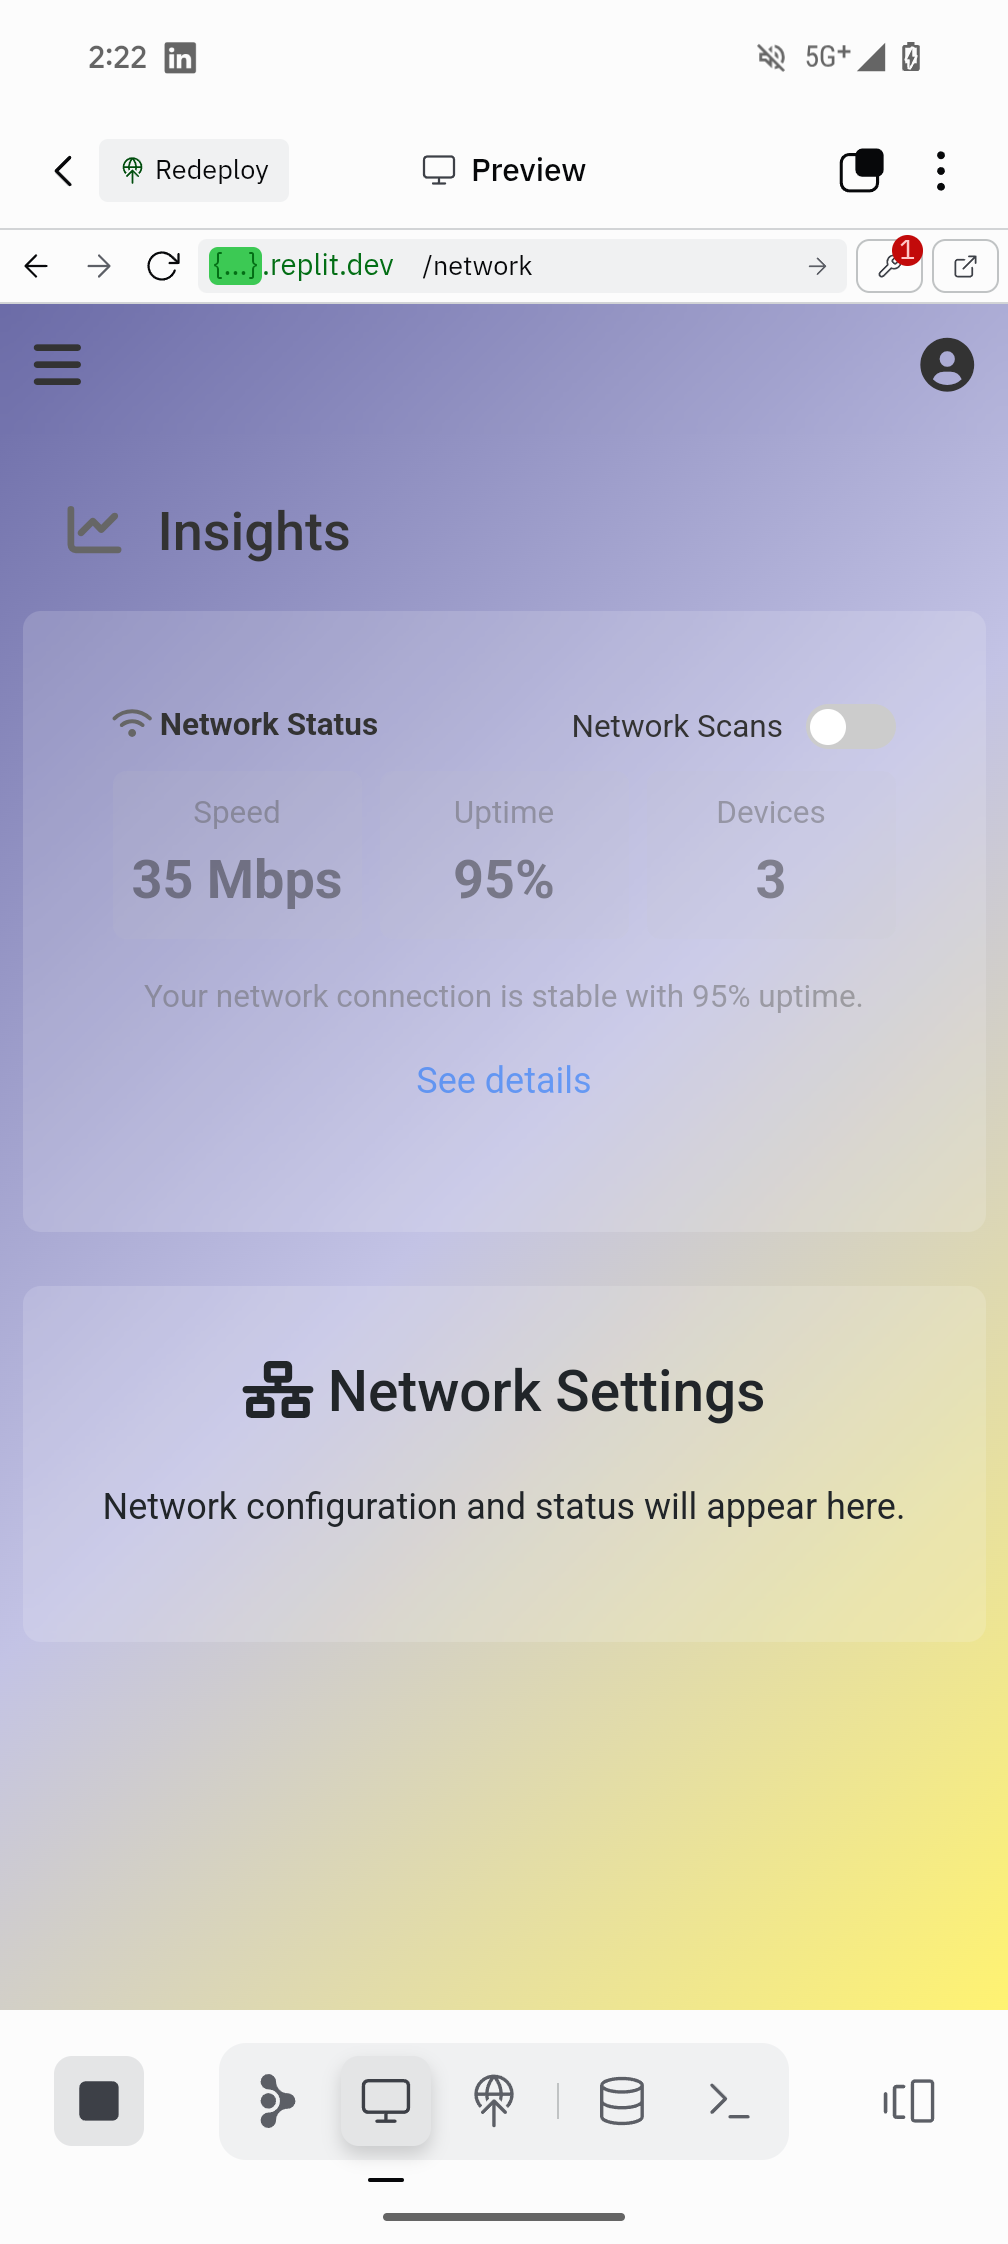 2:22 in 5G+
Redeploy Preview
{...}.replit.dev /network 1
Insights
Network Status Network Scans
Speed Uptime Devices
35 Mbps 95% 3
Your network connection is stable with 95% uptime.
See details
Network Settings
Network configuration and status will appear here.